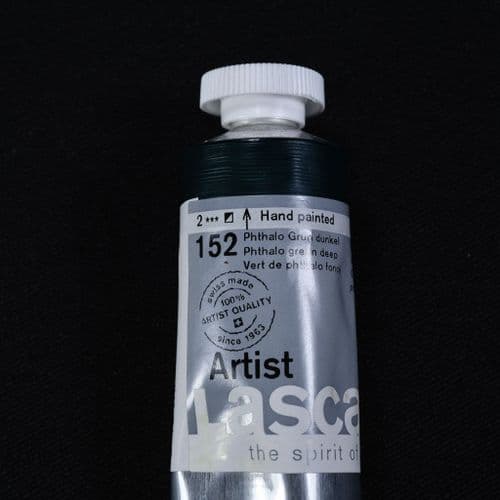 2 *** Hand painted
152 Phthalo Grün dunkel
Phthalo green deep
Vert de phthalo foncé
swiss made
100%
ARTIST QUALITY
since 1963
Artist
Lasca
the spirit of